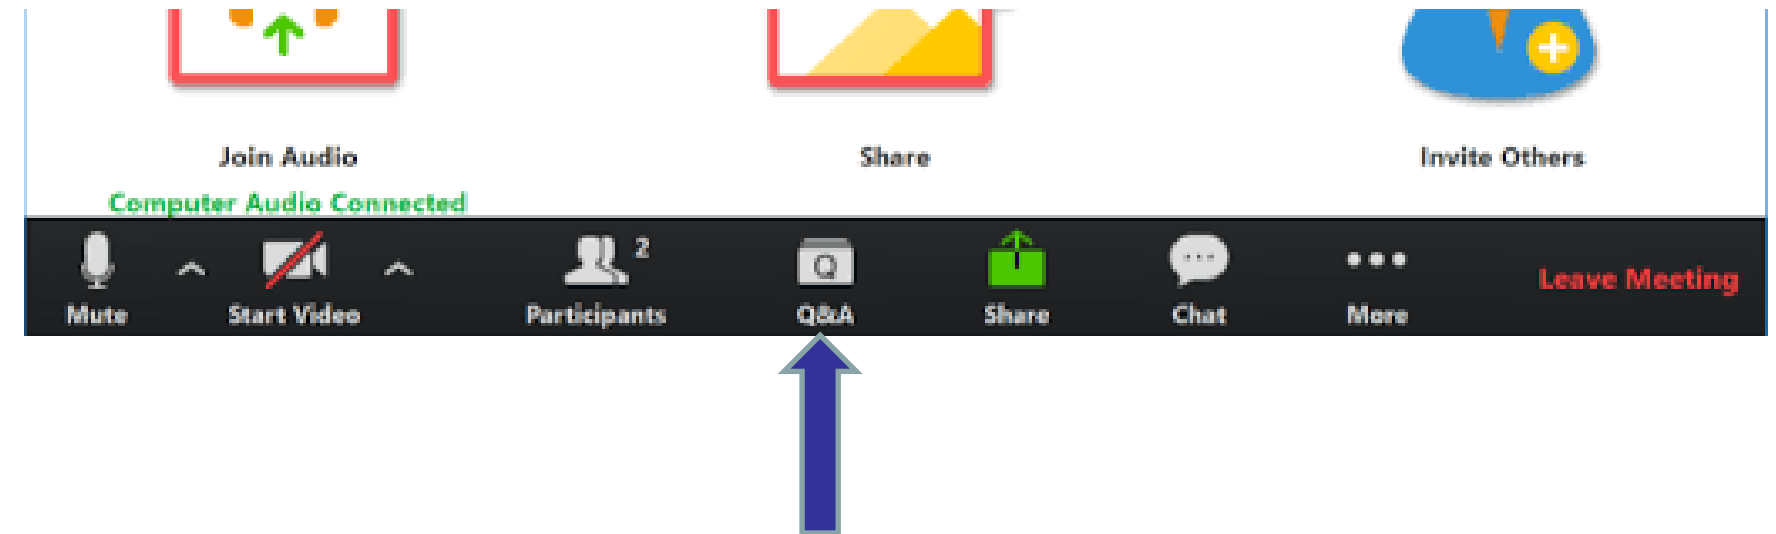 Join Audio Share Invite Others
Computer Audio Connected
2
Q
Mute Start Video Participants Q&A Share Chat More Leave Meeting